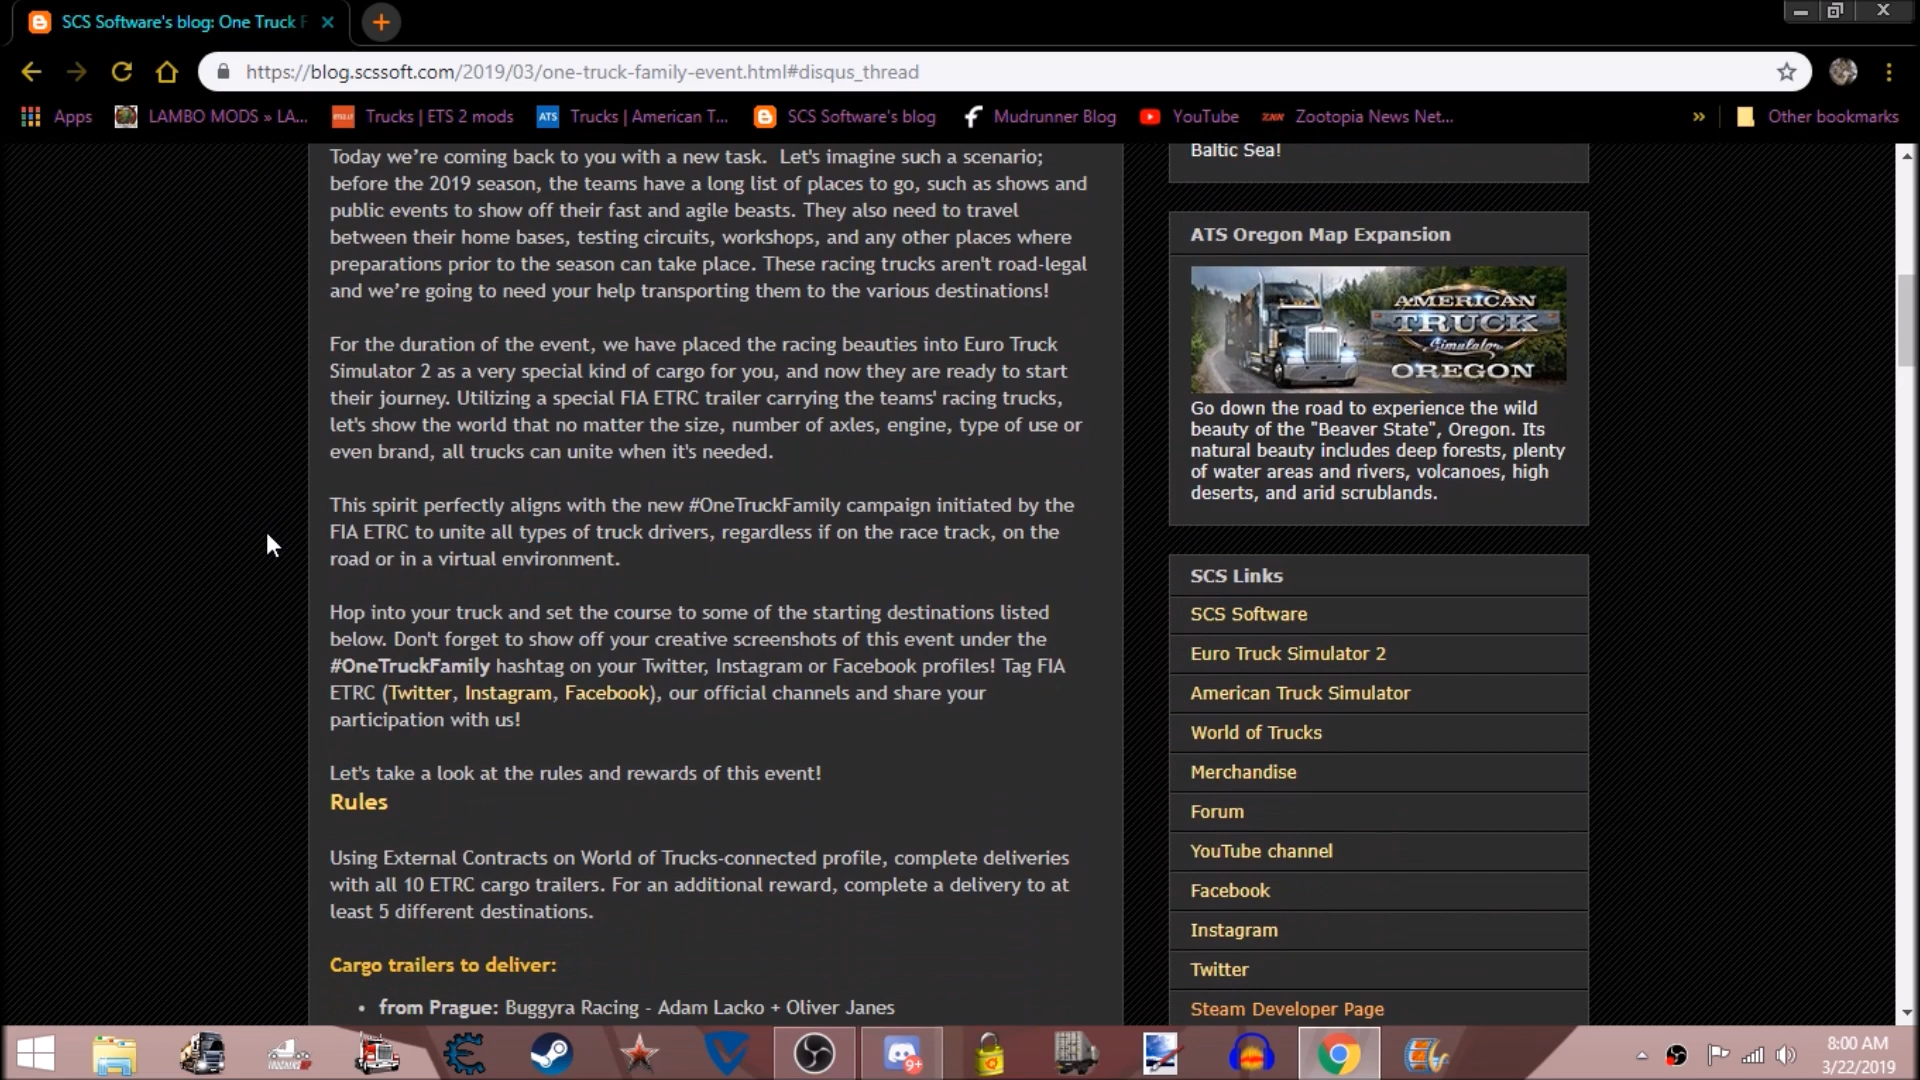 SCS Software's blog: One Truck F
https://blog.scssoft.com/2019/03/one-truck-family-event.html#disqus_thread
Apps
LAMBO MODS » LA...
Trucks | ETS 2 mods
ATS
Trucks | American T...
SCS Software's blog
Mudrunner Blog
YouTube
ZNN
Zootopia News Net...
»
Other bookmarks
Today we're coming back to you with a new task.  Let's imagine such a scenario;
before the 2019 season, the teams have a long list of places to go, such as shows and
public events to show off their fast and agile beasts. They also need to travel
between their home bases, testing circuits, workshops, and any other places where
preparations prior to the season can take place. These racing trucks aren't road-legal
and we're going to need your help transporting them to the various destinations!
For the duration of the event, we have placed the racing beauties into Euro Truck
Simulator 2 as a very special kind of cargo for you, and now they are ready to start
their journey. Utilizing a special FIA ETRC trailer carrying the teams' racing trucks,
let's show the world that no matter the size, number of axles, engine, type of use or
even brand, all trucks can unite when it's needed.
This spirit perfectly aligns with the new #OneTruckFamily campaign initiated by the
FIA ETRC to unite all types of truck drivers, regardless if on the race track, on the
road or in a virtual environment.
Hop into your truck and set the course to some of the starting destinations listed
below. Don't forget to show off your creative screenshots of this event under the
#OneTruckFamily hashtag on your Twitter, Instagram or Facebook profiles! Tag FIA
ETRC (Twitter, Instagram, Facebook), our official channels and share your
participation with us!
Let's take a look at the rules and rewards of this event!
Rules
Using External Contracts on World of Trucks-connected profile, complete deliveries
with all 10 ETRC cargo trailers. For an additional reward, complete a delivery to at
least 5 different destinations.
Cargo trailers to deliver:
• from Prague: Buggyra Racing - Adam Lacko + Oliver Janes
Baltic Sea!
ATS Oregon Map Expansion
AMERICAN
TRUCK
Simulator
OREGON
Go down the road to experience the wild
beauty of the "Beaver State", Oregon. Its
natural beauty includes deep forests, plenty
of water areas and rivers, volcanoes, high
deserts, and arid scrublands.
SCS Links
SCS Software
Euro Truck Simulator 2
American Truck Simulator
World of Trucks
Merchandise
Forum
YouTube channel
Facebook
Instagram
Twitter
Steam Developer Page
9+
8:00 AM
3/22/2019